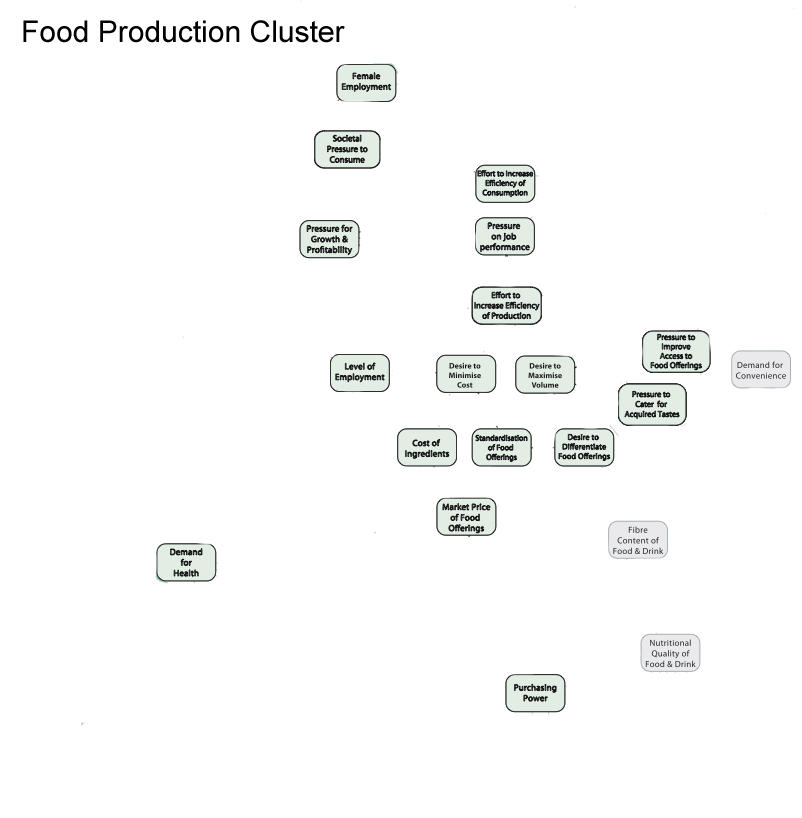 Food Production Cluster
Female
Employment
Societal
Pressure to
Consume
Effort to Increase
Efficiency of
Consumption
Pressure for
Growth &
Profitability
Pressure
on Job
performance
Effort to
Increase Efficiency
of Production
Pressure to
Improve
Access to
Food Offerings
Demand for
Convenience
Level of
Employment
Desire to
Minimise
Cost
Desire to
Maximise
Volume
Pressure to
Cater for
Acquired Tastes
Cost of
Ingredients
Standardisation
of Food
Offerings
Desire to
Differentiate
Food Offerings
Market Price
of Food
Offerings
Fibre
Content of
Food & Drink
Demand
for
Health
Nutritional
Quality of
Food & Drink
Purchasing
Power